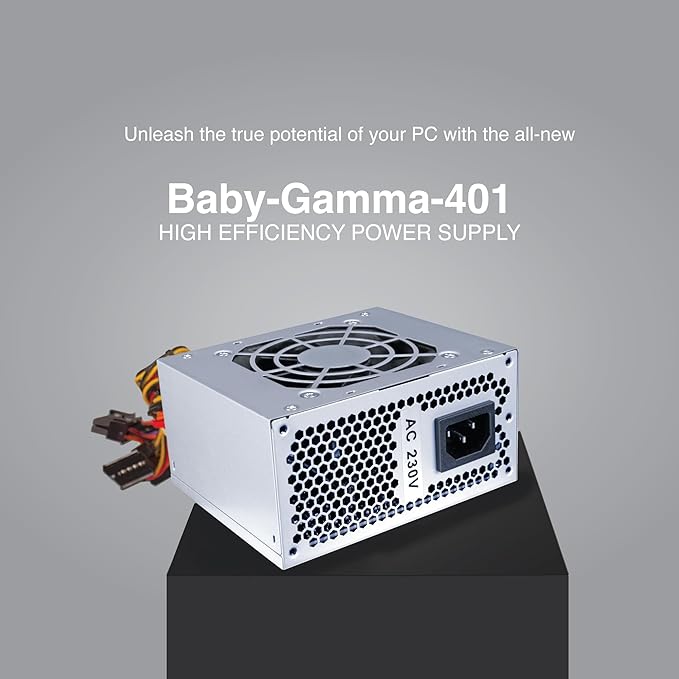 Unleash the true potential of your PC with the all-new
Baby-Gamma-401
HIGH EFFICIENCY POWER SUPPLY
AC 230V